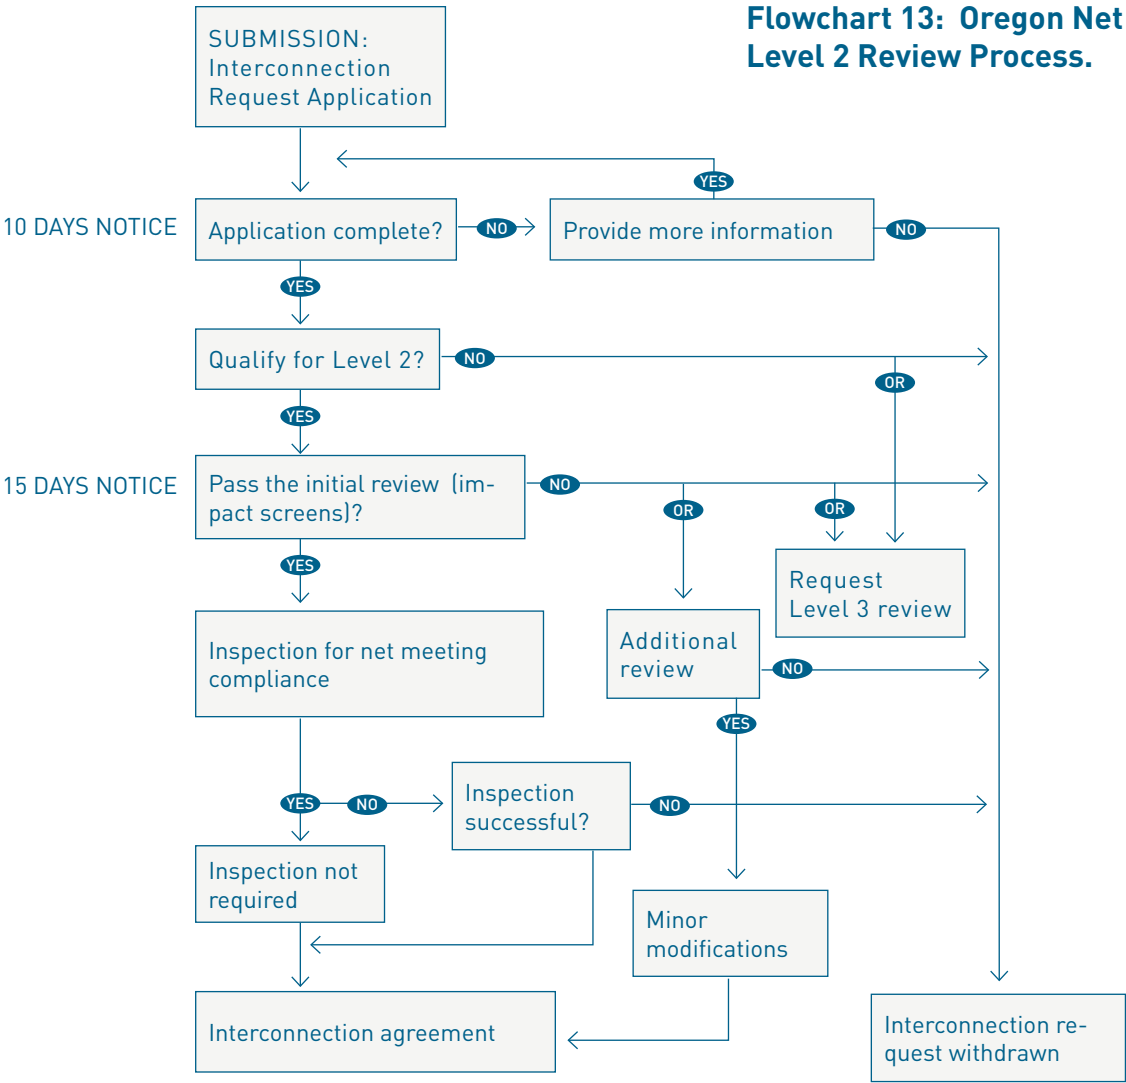 Flowchart 13: Oregon Net
Level 2 Review Process.
SUBMISSION:
Interconnection
Request Application
YES
10 DAYS NOTICE
Application complete?
NO
Provide more information
NO
YES
Qualify for Level 2?
NO
OR
YES
15 DAYS NOTICE
Pass the initial review (im-
pact screens)?
NO
OR
OR
YES
Request
Level 3 review
Inspection for net meeting
compliance
Additional
review
NO
YES
YES
NO
Inspection
successful?
NO
Inspection not
required
Minor
modifications
Interconnection agreement
Interconnection re-
quest withdrawn